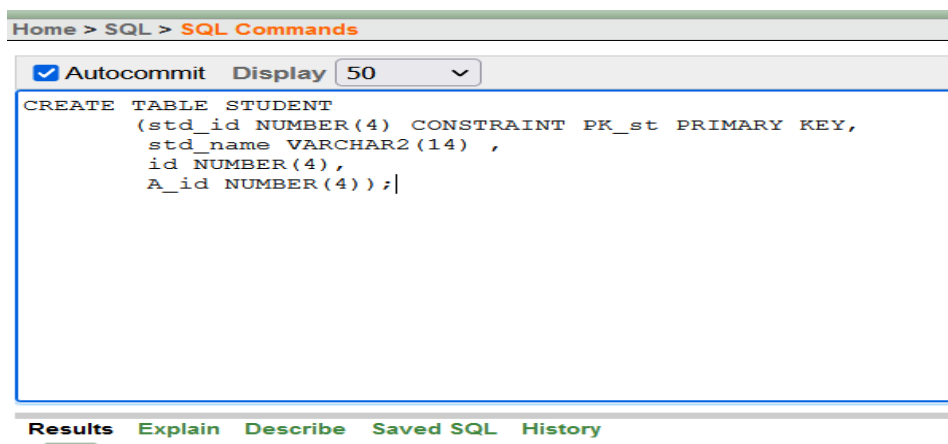 Home > SQL > SQL Commands
Autocommit Display 50
CREATE TABLE STUDENT
(std_id NUMBER(4) CONSTRAINT PK_st PRIMARY KEY,
std_name VARCHAR2(14) ,
id NUMBER(4),
A_id NUMBER(4));
Results Explain Describe Saved SQL History